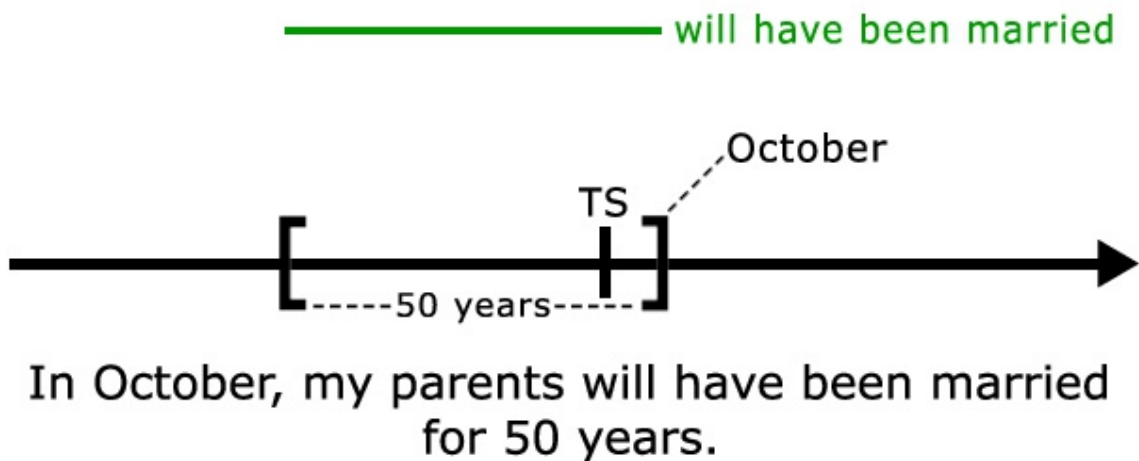 will have been married
October
TS
50 years
In October, my parents will have been married
for 50 years.